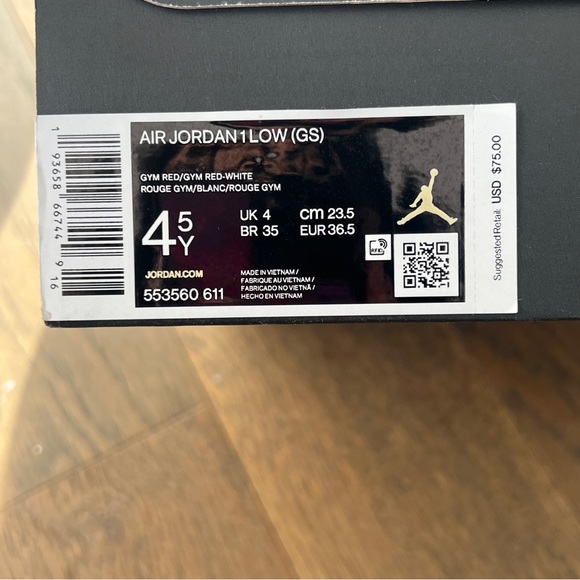 AIR JORDAN 1 LOW (GS)
GYM RED/GYM RED-WHITE
ROUGE GYM/BLANC/ROUGE GYM
4 5 Y
UK 4 cm 23.5
BR 35 EUR 36.5
JORDAN.COM
553560 611
MADE IN VIETNAM /
FABRIQUE AU VIETNAM /
FABRICADO NO VIETNÃ /
HECHO EN VIETNAM
RFID
1 93658 66744 9 16
Suggested Retail: USD $75.00